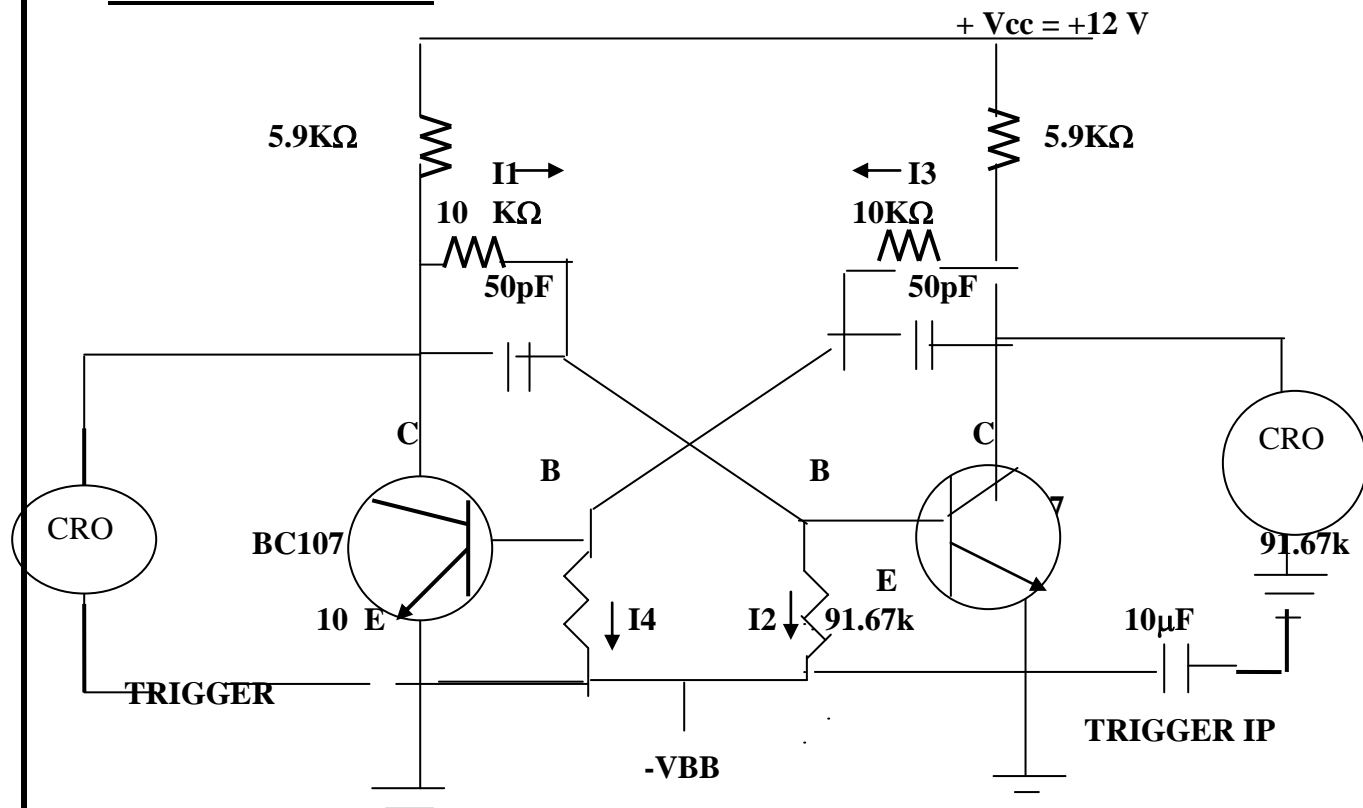 + Vcc = +12 V
5.9KΩ
5.9KΩ
I1
I3
10 KΩ
10KΩ
50pF
50pF
C
C
CRO
B
B
CRO
7
BC107
91.67k
E
10 E
I4
I2
91.67k
10µF
TRIGGER
TRIGGER IP
-VBB